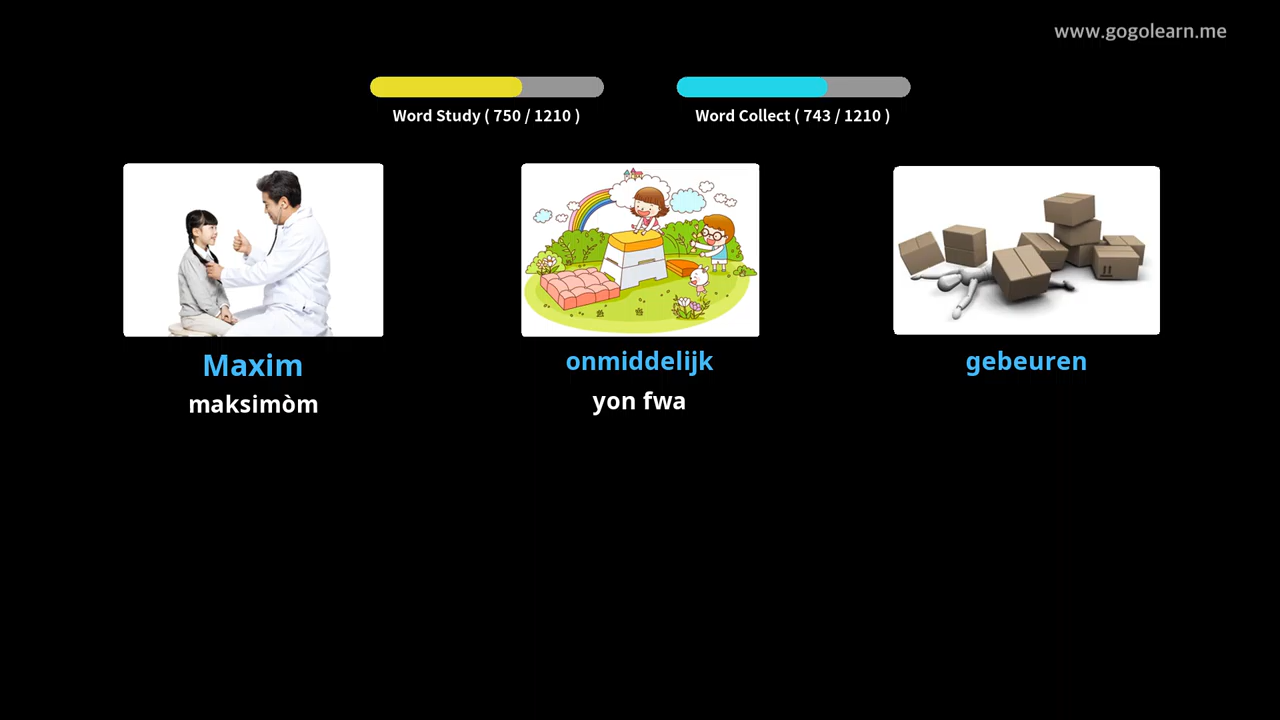 www.gogolearn.me
Word Study ( 750 / 1210 )
Word Collect ( 743 / 1210 )
Maxim
maksimòm
onmiddelijk
yon fwa
gebeuren